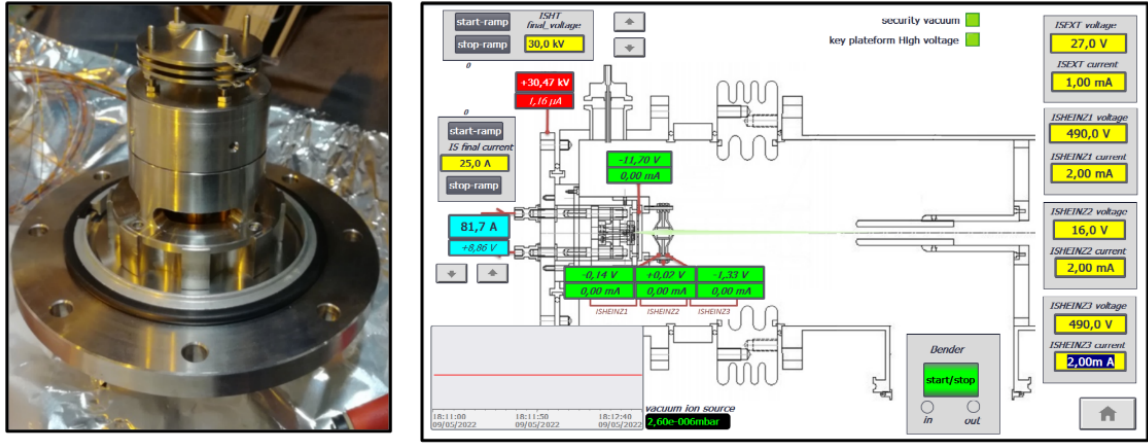 start-ramp
ISHT
final_voltage
stop-ramp
30,0 kV
0
+30,47 kV
1,16 µA
0
start-ramp
IS final current
25,0 A
stop-ramp
81,7 A
+8,86 V
-11,70 V
0,00 mA
-0,14 V
+0,02 V
-1,33 V
0,00 mA
0,00 mA
0,00 mA
ISHEINZ1
ISHEINZ2
ISHEINZ3
security vacuum
key plateform High voltage
ISEXT voltage
27,0 V
ISEXT current
1,00 mA
ISHEINZ1 voltage
490,0 V
ISHEINZ1 current
2,00 mA
ISHEINZ2 voltage
16,0 V
ISHEINZ2 current
2,00 mA
ISHEINZ3 voltage
490,0 V
ISHEINZ3 current
2,00m A
Bender
start/stop
in
out
18:11:00
09/05/2022
18:11:50
09/05/2022
18:12:40
09/05/2022
vacuum ion source
2,60e-006mbar